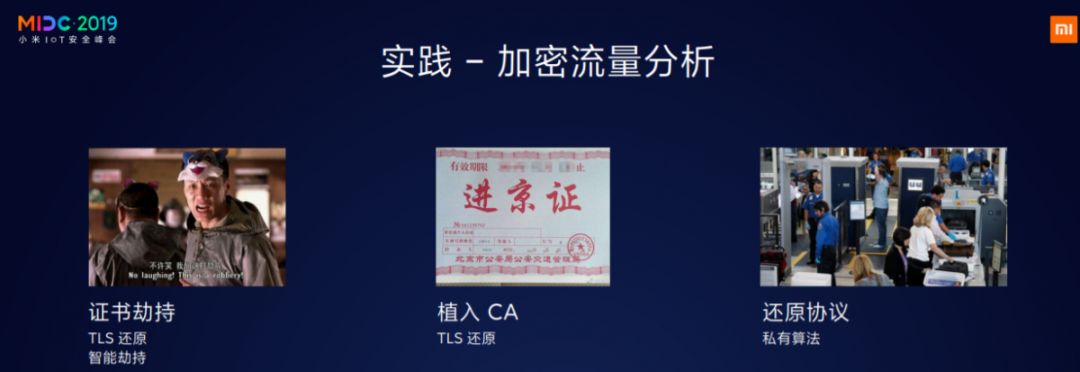 MIDC·2019
小米 IOT 安全峰会
mi
实践 – 加密流量分析
不许笑
No laughing! This is a robbery!
有效期限
止
进京证
北京市公安局公安交通管理局
证书劫持
TLS 还原
智能劫持
植入 CA
TLS 还原
还原协议
私有算法